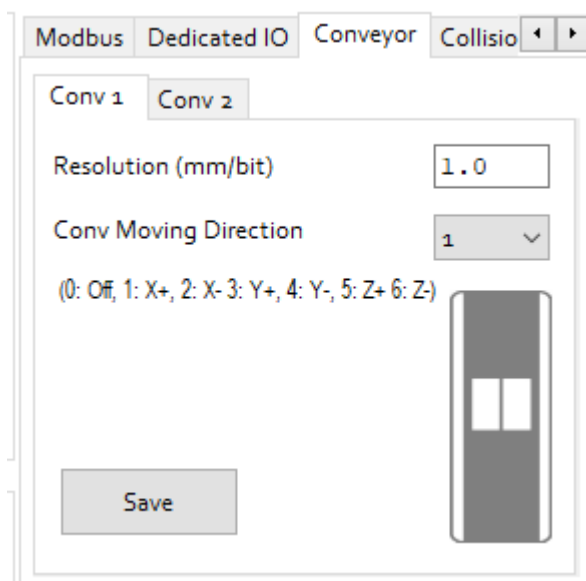 Modbus Dedicated IO Conveyor Collisio
Conv 1 Conv 2
Resolution (mm/bit) 1.0
Conv Moving Direction 1
(0: Off, 1: X+, 2: X- 3: Y+, 4: Y-, 5: Z+ 6: Z-)
Save